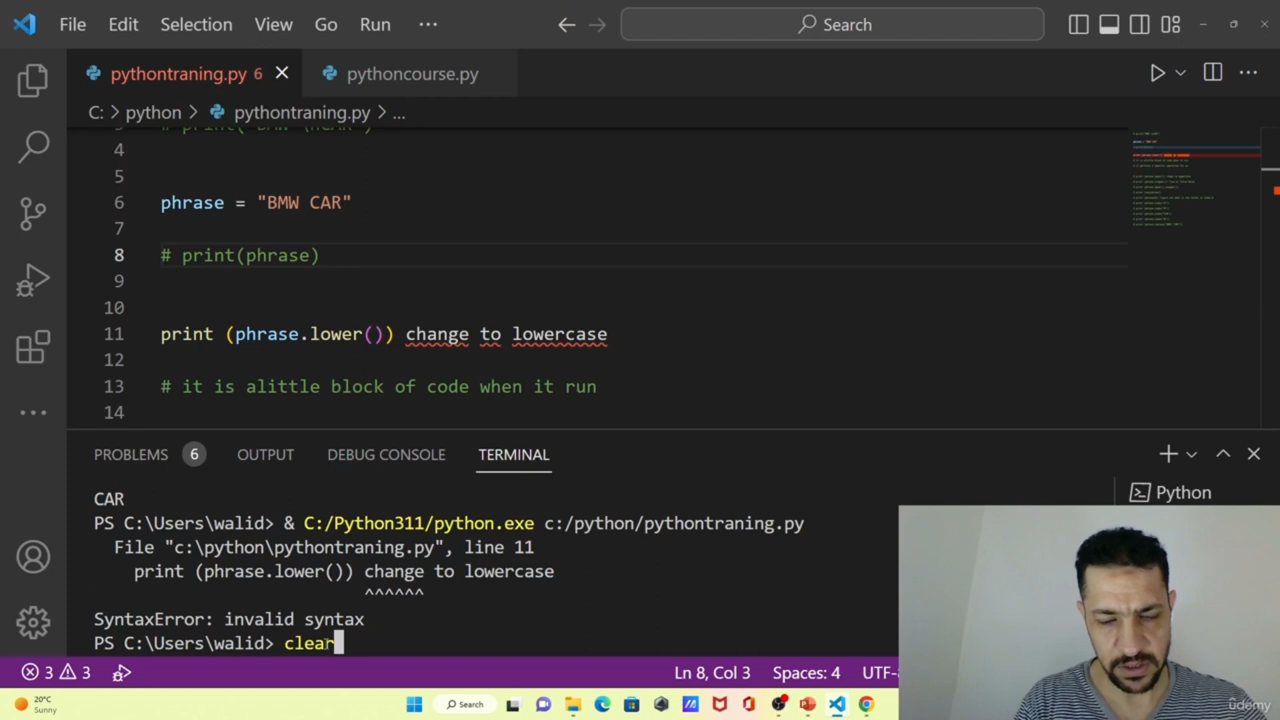 File Edit Selection View Go Run ··· Search
pythontraning.py 6 pythoncourse.py
C: > python > pythontraning.py > ...
4
5
6 phrase = "BMW CAR"
7
8 # print(phrase)
9
10
11 print (phrase.lower()) change to lowercase
12
13 # it is alittle block of code when it run
14
PROBLEMS 6 OUTPUT DEBUG CONSOLE TERMINAL
CAR
Python
PS C:\Users\walid> & C:/Python311/python.exe c:/python/pythontraning.py
File "c:\python\pythontraning.py", line 11
print (phrase.lower()) change to lowercase
^^^^^^
SyntaxError: invalid syntax
PS C:\Users\walid> clear
3 3 Ln 8, Col 3 Spaces: 4 UTF-8
20°C
Sunny
Search
udemy